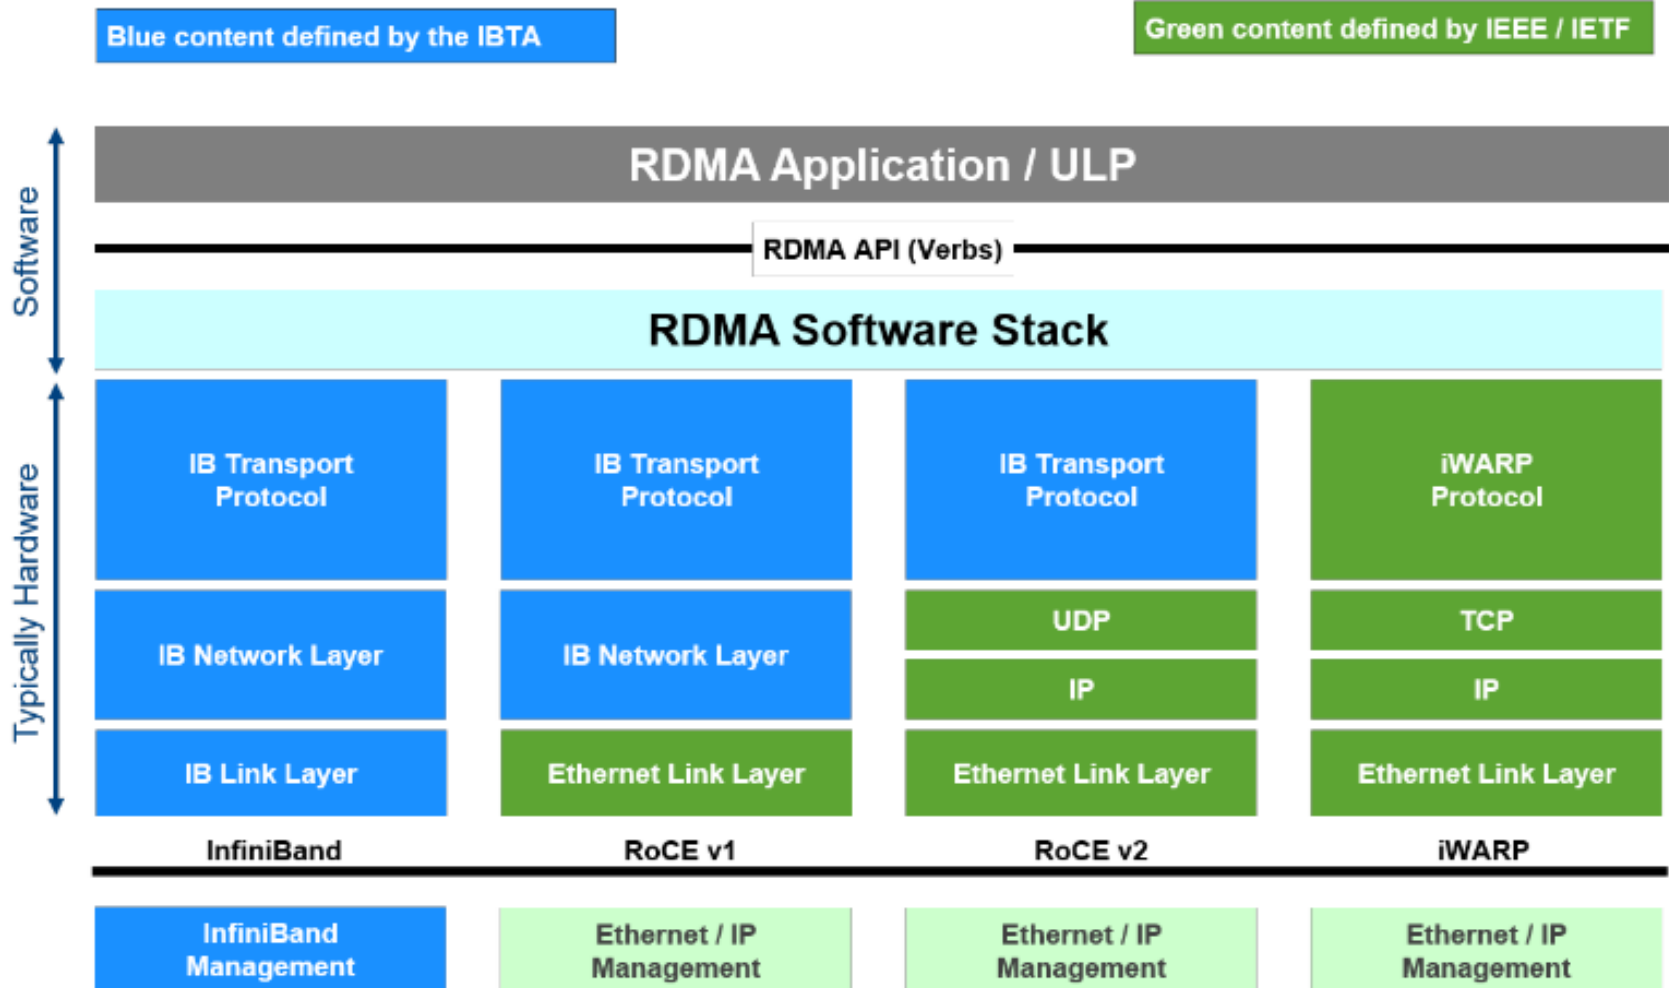 Blue content defined by the IBTA
Green content defined by IEEE / IETF
Software
RDMA Application / ULP
RDMA API (Verbs)
RDMA Software Stack
Typically Hardware
IB Transport
Protocol
IB Transport
Protocol
IB Transport
Protocol
iWARP
Protocol
IB Network Layer
IB Network Layer
UDP
TCP
IP
IP
IB Link Layer
Ethernet Link Layer
Ethernet Link Layer
Ethernet Link Layer
InfiniBand
RoCE v1
RoCE v2
iWARP
InfiniBand
Management
Ethernet / IP
Management
Ethernet / IP
Management
Ethernet / IP
Management